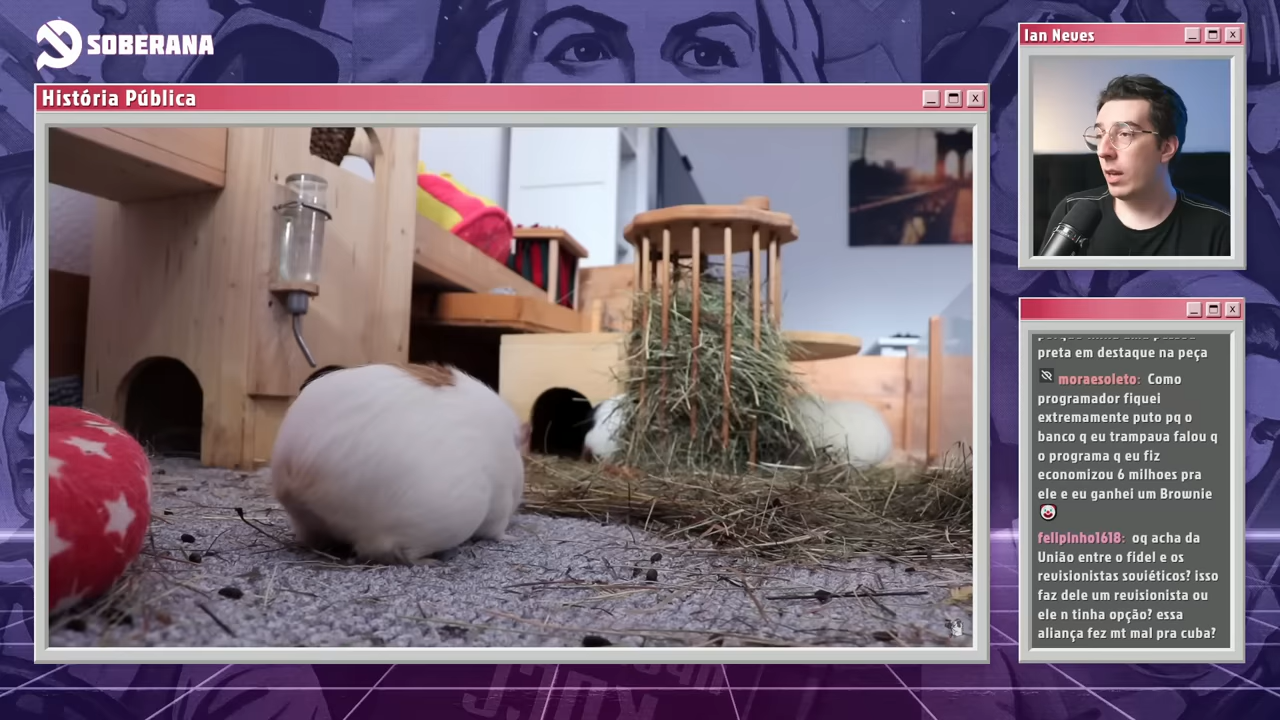 SOBERANA
História Pública
Ian Neves
preta em destaque na peça
moraesoleto: Como
programador fiquei
extremamente puto pq o
banco q eu trampava falou q
o programa q eu fiz
economizou 6 milhoes pra
ele e eu ganhei um Brownie
felipinho1618: oq acha da
União entre o fidel e os
revisionistas soviéticos? isso
faz dele um revisionista ou
ele n tinha opção? essa
aliança fez mt mal pra cuba?